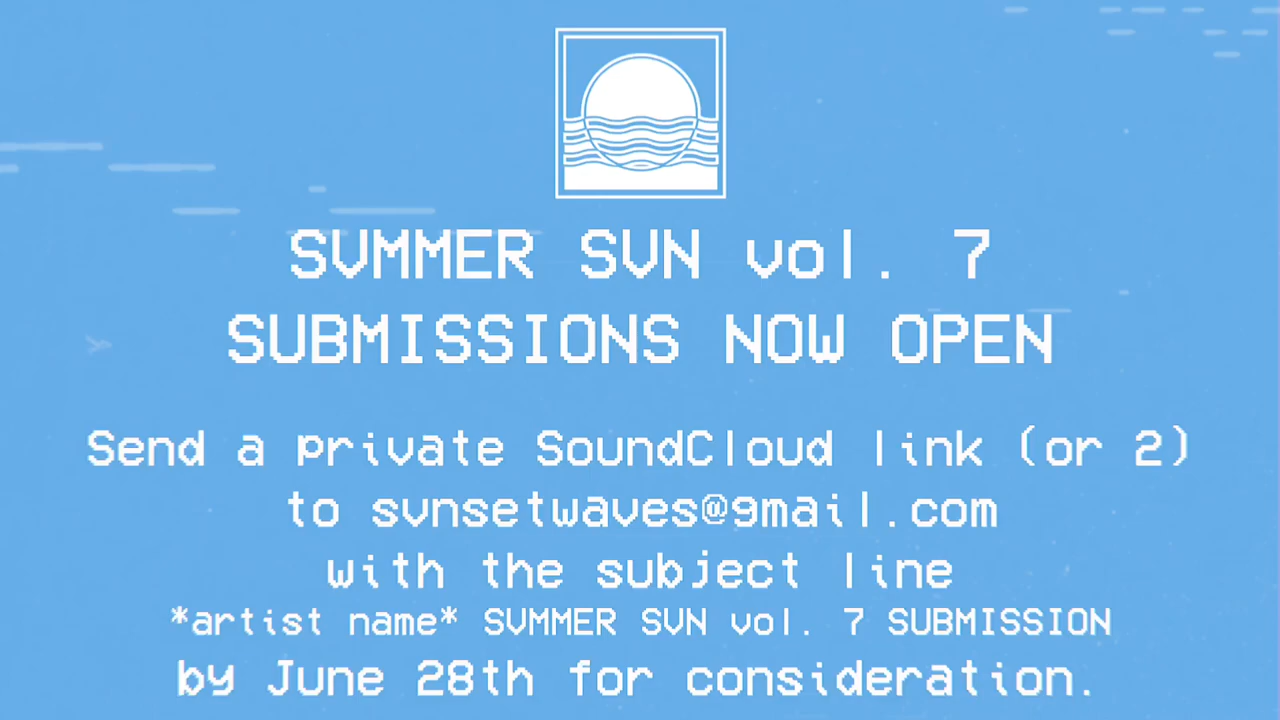 SVMMER SVN vol. 7
SUBMISSIONS NOW OPEN
Send a private SoundCloud link (or 2)
to svnsetwaves@gmail.com
with the subject line
*artist name* SVMMER SVN vol. 7 SUBMISSION
by June 28th for consideration.